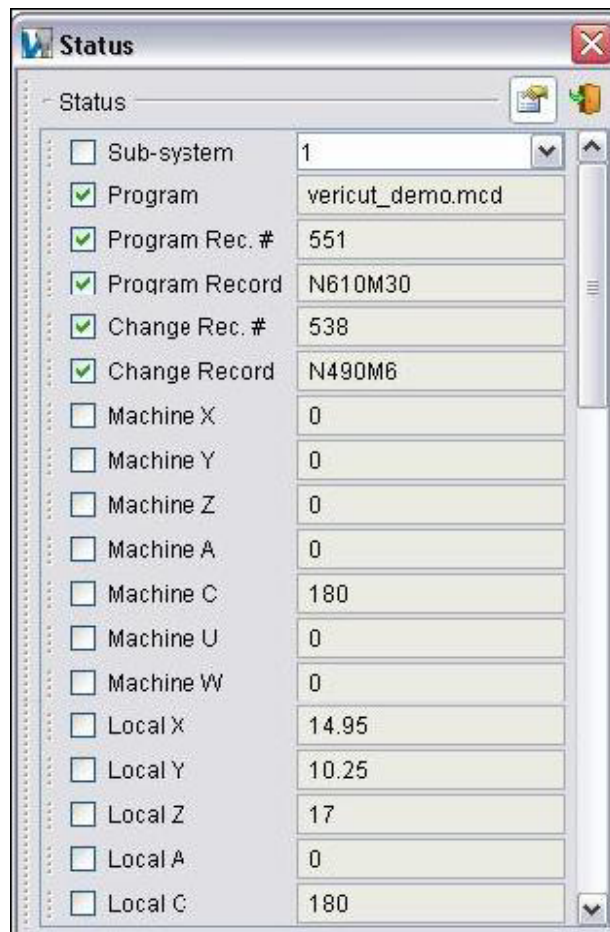 Status
Status
Sub-system 1
Program vericut_demo.mcd
Program Rec. # 551
Program Record N610M30
Change Rec. # 538
Change Record N490M6
Machine X 0
Machine Y 0
Machine Z 0
Machine A 0
Machine C 180
Machine U 0
Machine W 0
Local X 14.95
Local Y 10.25
Local Z 17
Local A 0
Local C 180